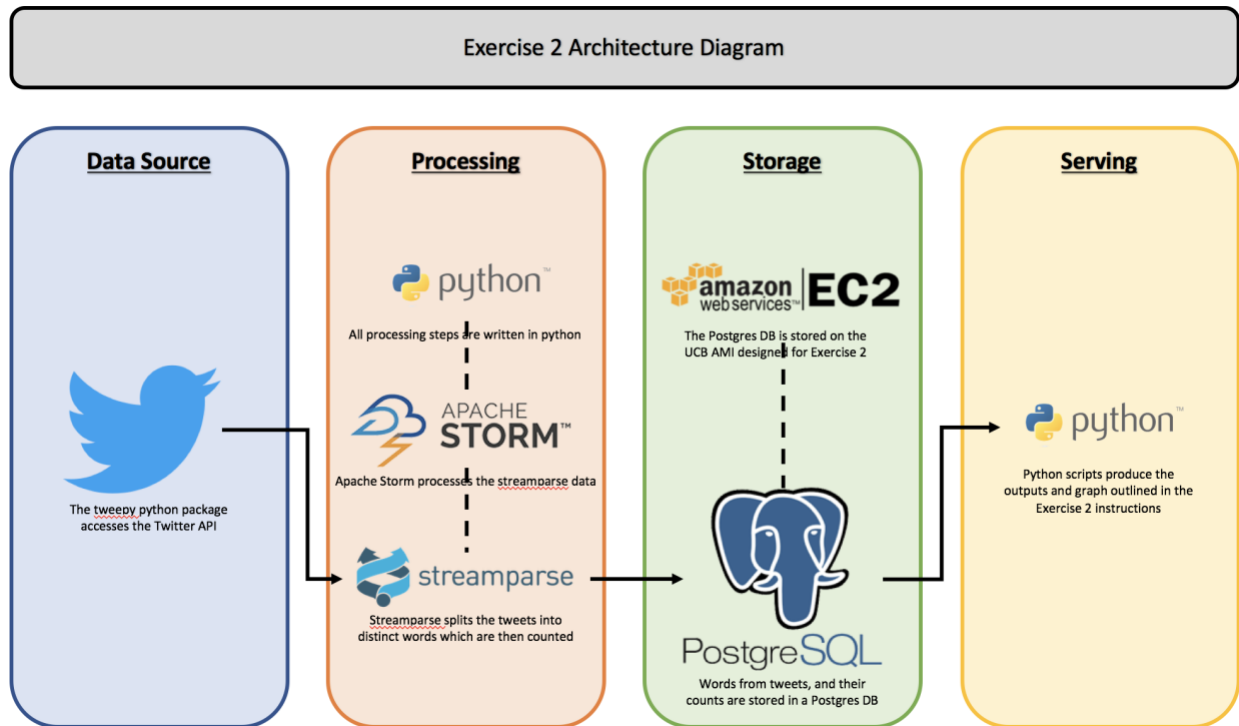 Exercise 2 Architecture Diagram
Data Source
The tweepy python package
accesses the Twitter API
Processing
python™
All processing steps are written in python
APACHE
STORM™
Apache Storm processes the streamparse data
streamparse
Streamparse splits the tweets into
distinct words which are then counted
Storage
amazon
web services™
EC2
The Postgres DB is stored on the
UCB AMI designed for Exercise 2
PostgreSQL
Words from tweets, and their
counts are stored in a Postgres DB
Serving
python™
Python scripts produce the
outputs and graph outlined in the
Exercise 2 instructions